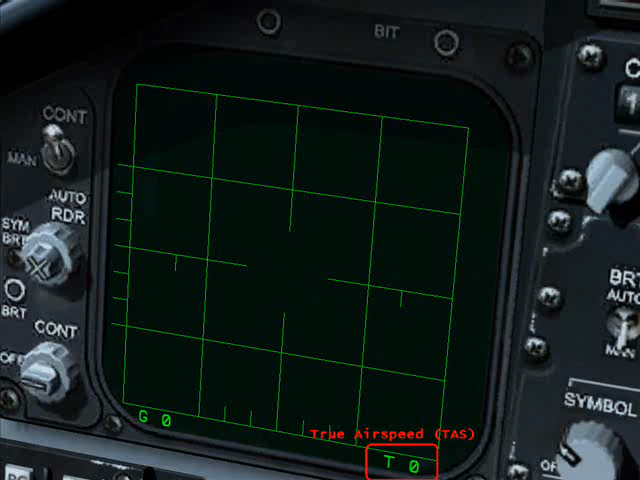 BIT
CONT
MAN
AUTO
RDR
SYM
BRT
BRT
CONT
OFF
G 0
True Airspeed (TAS)
T 0
BRT
AUTO
MAN
SYMBOL